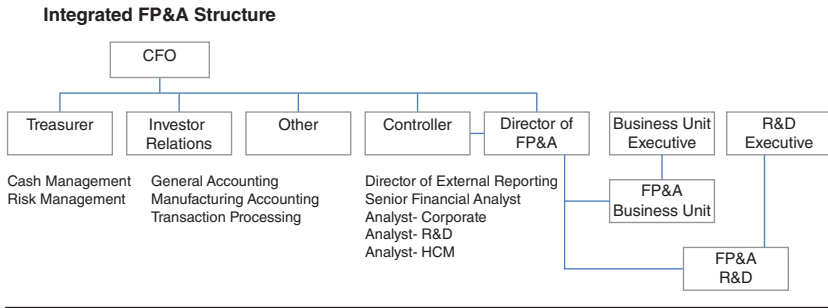 Integrated FP&A Structure
CFO
Treasurer
Investor
Relations
Other
Controller
Director of
FP&A
Business Unit
Executive
R&D
Executive
Cash Management
Risk Management
General Accounting
Manufacturing Accounting
Transaction Processing
Director of External Reporting
Senior Financial Analyst
Analyst- Corporate
Analyst- R&D
Analyst- HCM
FP&A
Business Unit
FP&A
R&D